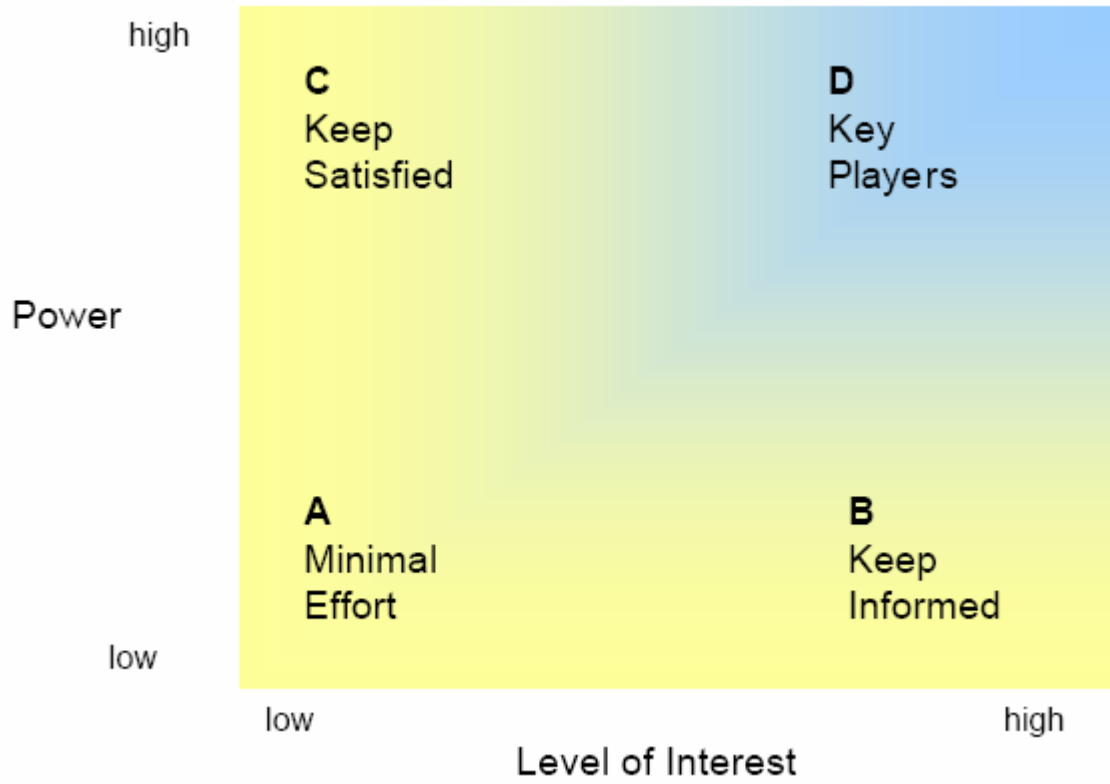 high
C
Keep
Satisfied
D
Key
Players
Power
A
Minimal
Effort
B
Keep
Informed
low
low
high
Level of Interest